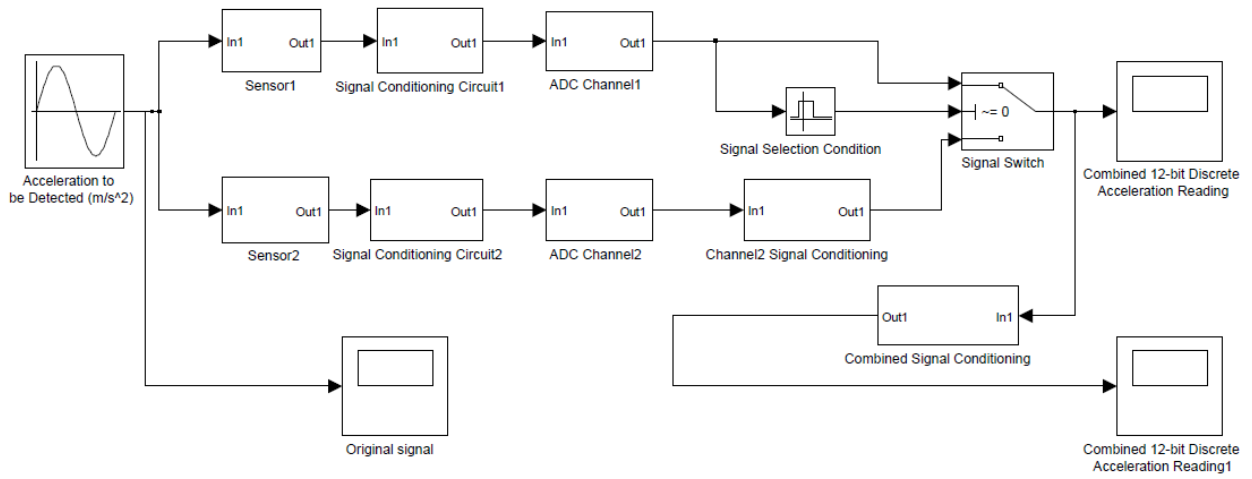 In1 Out1
Sensor1
In1 Out1
Signal Conditioning Circuit1
In1 Out1
ADC Channel1
Acceleration to
be Detected (m/s^2)
Signal Selection Condition
~= 0
Signal Switch
Combined 12-bit Discrete
Acceleration Reading
In1 Out1
Sensor2
In1 Out1
Signal Conditioning Circuit2
In1 Out1
ADC Channel2
In1 Out1
Channel2 Signal Conditioning
Out1 In1
Combined Signal Conditioning
Original signal
Combined 12-bit Discrete
Acceleration Reading1